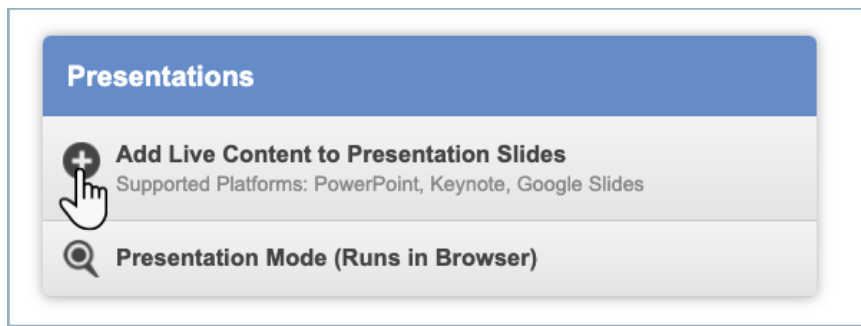 Presentations
Add Live Content to Presentation Slides
Supported Platforms: PowerPoint, Keynote, Google Slides
Presentation Mode (Runs in Browser)